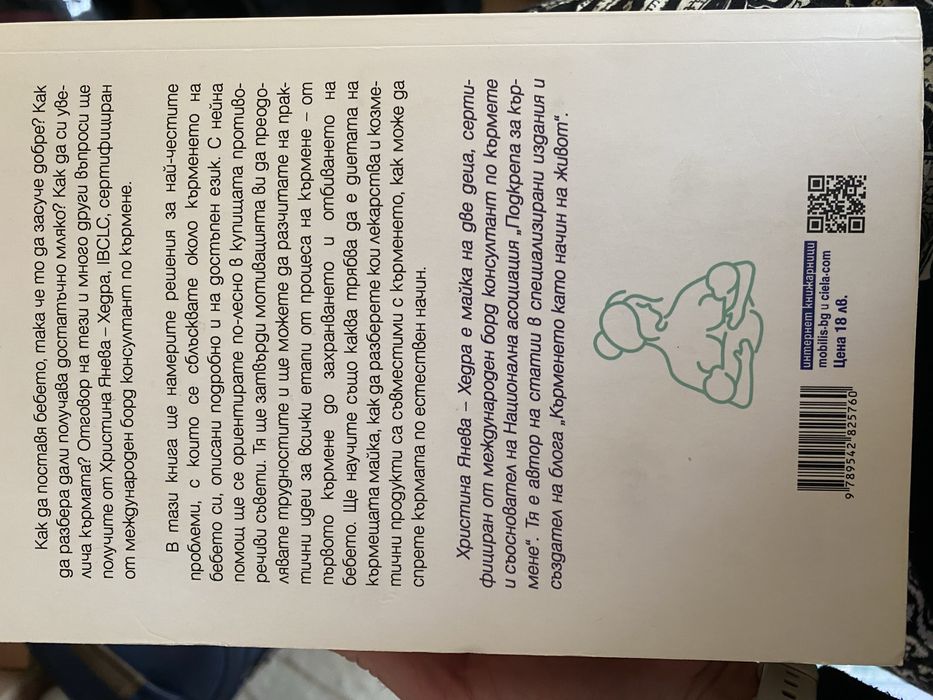 Как да поставя бебето, така че то да засуче добре? Как
да разбера дали получава достатъчно мляко? Как да си уве-
лича кърмата? Отговор на тези и много други въпроси ще
получите от Христина Янева – Хедра, IBCLC, сертифициран
от международен борд консултант по кърмене.
В тази книга ще намерите решения за най-честите
проблеми, с които се сблъсквате около кърменето на
бебето си, описани подробно и на достъпен език. С нейна
помощ ще се ориентирате по-лесно в купищата противо-
речиви съвети. Тя ще затвърди мотивацията ви да преодо-
лявате трудностите и ще можете да разчитате на прак-
тични идеи за всички етапи от процеса на кърмене – от
първото кърмене до захранването и отбиването на
бебето. Ще научите също каква трябва да е диетата на
кърмещата майка, как да разберете кои лекарства и козме-
тични продукти са съвместими с кърменето, как може да
спрете кърмата по естествен начин.
Христина Янева – Хедра е майка на две деца, серти-
фициран от международен борд консултант по кърмене
и съосновател на Национална асоциация „Подкрепа за кър-
мене“. Тя е автор на статии в специализирани издания и
създател на блога „Кърменето като начин на живот“.
интернет книжарници
mobilis.bg и ciela.com
Цена 18 лв.
9 789542 825760